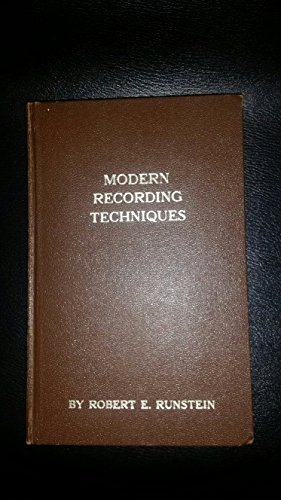 MODERN
RECORDING
TECHNIQUES
BY ROBERT E. RUNSTEIN